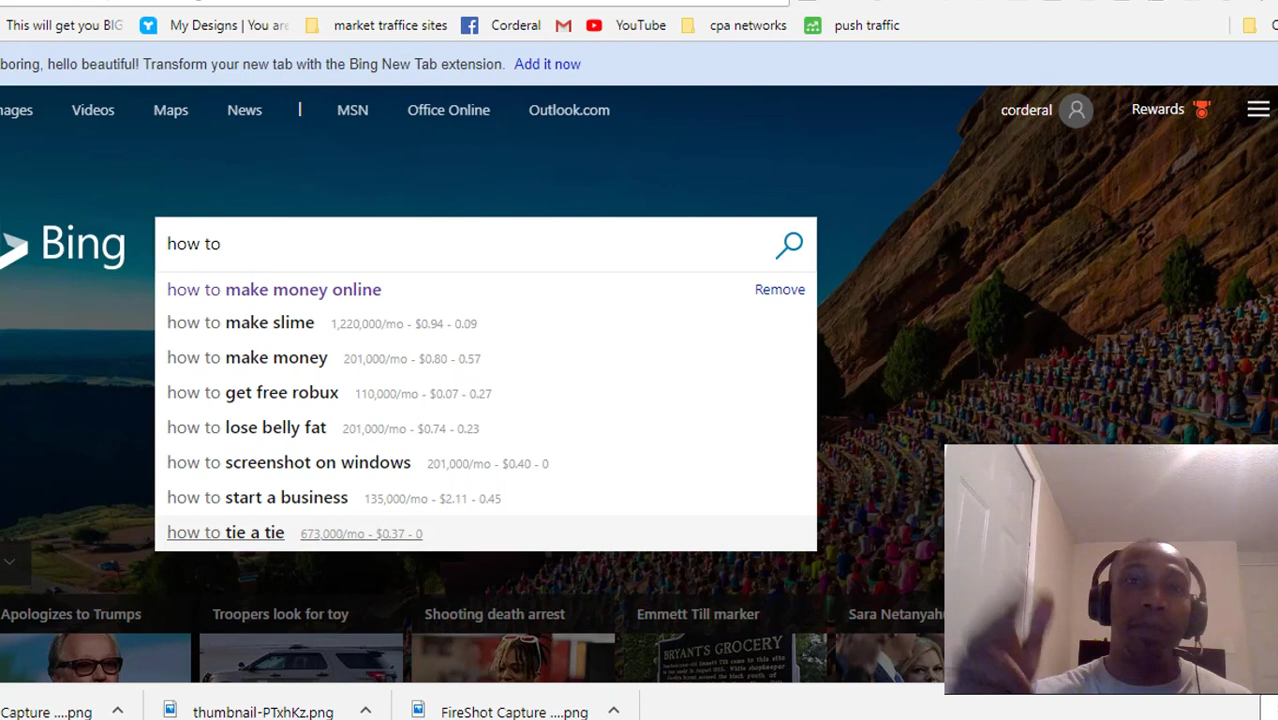 This will get you BIG
My Designs | You are
market traffice sites
Corderal
YouTube
cpa networks
push traffic
boring, hello beautiful! Transform your new tab with the Bing New Tab extension. Add it now
mages Videos Maps News | MSN Office Online Outlook.com
corderal
Rewards
Bing
how to
how to make money online
Remove
how to make slime 1,220,000/mo - $0.94 - 0.09
how to make money 201,000/mo - $0.80 - 0.57
how to get free robux 110,000/mo - $0.07 - 0.27
how to lose belly fat 201,000/mo - $0.74 - 0.23
how to screenshot on windows 201,000/mo - $0.40 - 0
how to start a business 135,000/mo - $2.11 - 0.45
how to tie a tie 673,000/mo - $0.37 - 0
Apologizes to Trumps
Troopers look for toy
Shooting death arrest
Emmett Till marker
Sara Netanyah
BRYANT'S GROCERY
Capture ....png
thumbnail-PTxhKz.png
FireShot Capture ....png